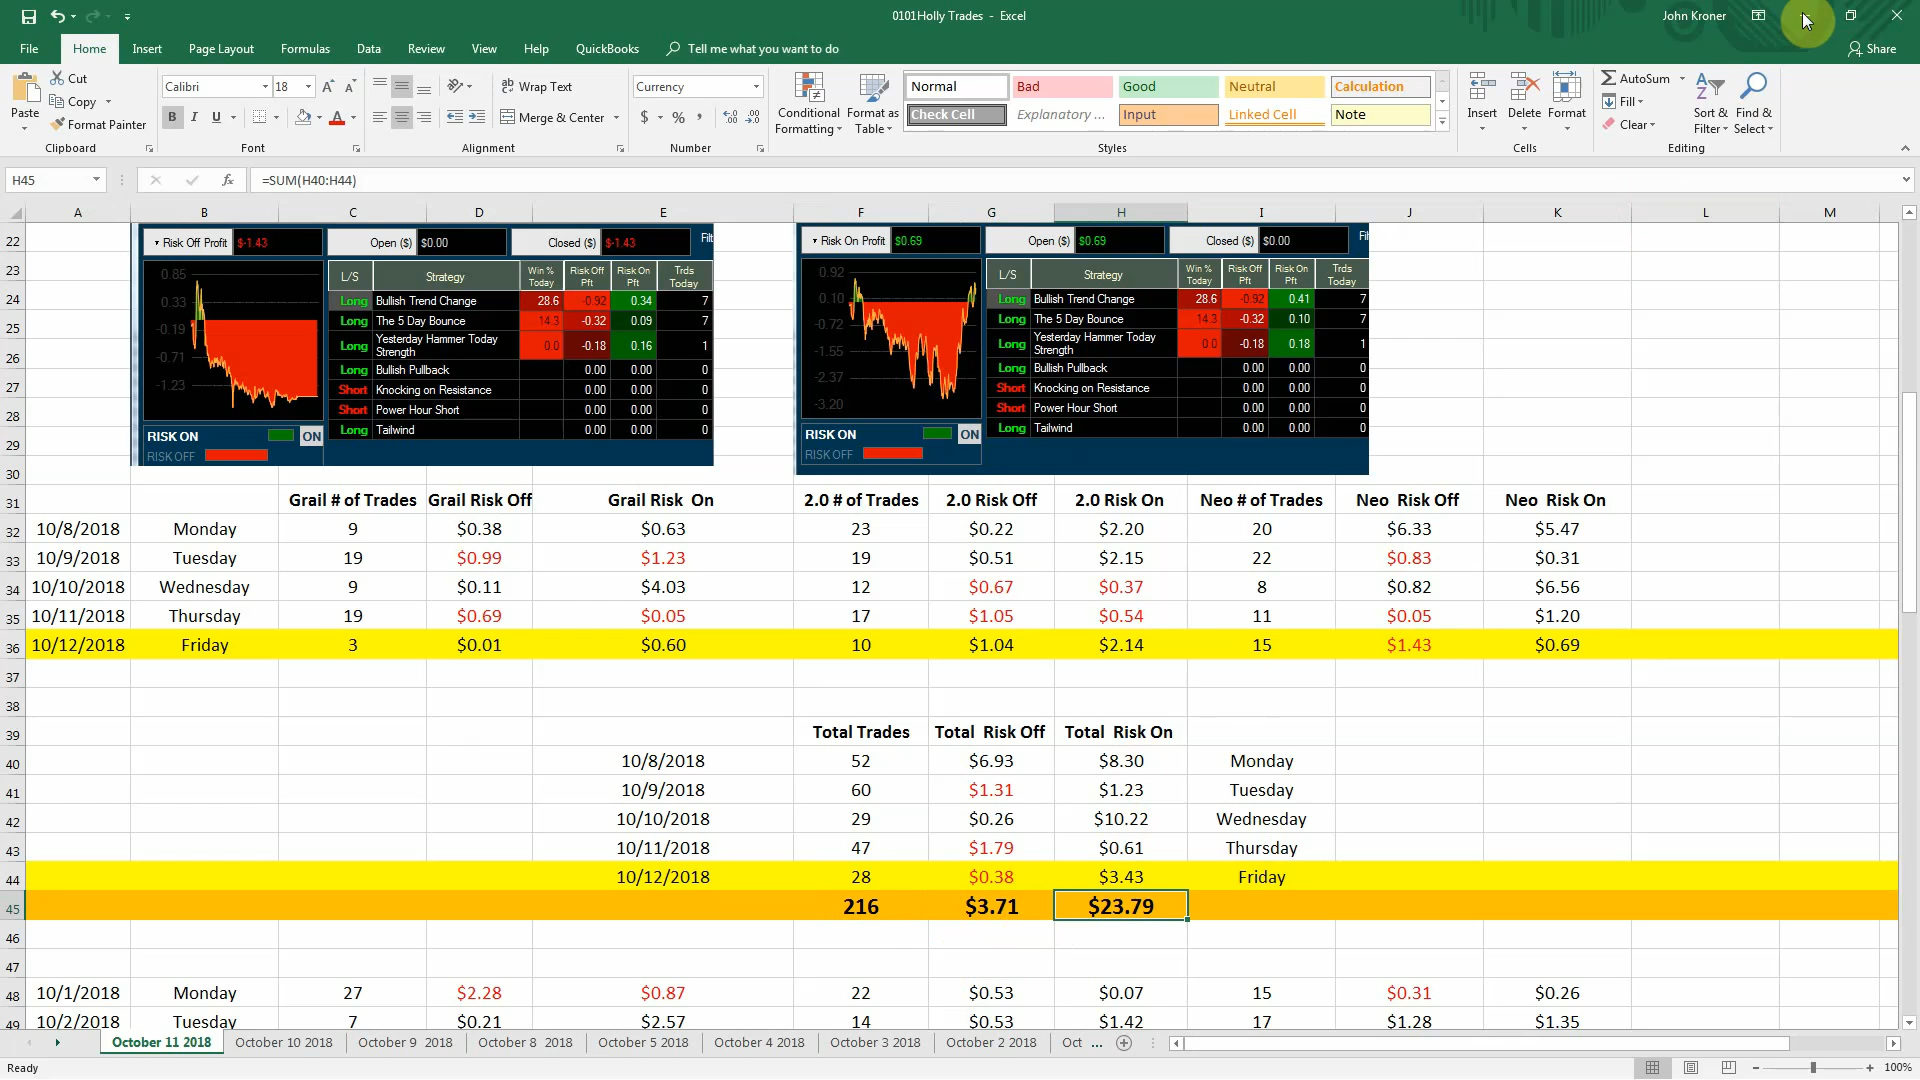 0101Holly Trades - Excel
John Kroner
File Home Insert Page Layout Formulas Data Review View Help QuickBooks Tell me what you want to do Share
Paste
Cut
Copy
Format Painter
Clipboard
Calibri 18
B I U
Font
Wrap Text
Merge & Center
Alignment
Currency
$ % ,
Number
Conditional Formatting
Format as Table
Normal Bad Good Neutral Calculation
Check Cell Explanatory ... Input Linked Cell Note
Styles
Insert Delete Format
Cells
AutoSum
Fill
Clear
Sort & Filter
Find & Select
Editing
H45 fx =SUM(H40:H44)
A B C D E F G H I J K L M
22
23
24
25
26
27
28
29
30
Risk Off Profit $-1.43 Open ($) $0.00 Closed ($) $-1.43 Filt
0.85
0.33
-0.19
-0.71
-1.23
RISK ON ON
RISK OFF
L/S Strategy Win % Today Risk Off Pft Risk On Pft Trds Today
Long Bullish Trend Change 28.6 -0.92 0.34 7
Long The 5 Day Bounce 14.3 -0.32 0.09 7
Long Yesterday Hammer Today Strength 0.0 -0.18 0.16 1
Long Bullish Pullback 0.00 0.00 0
Short Knocking on Resistance 0.00 0.00 0
Short Power Hour Short 0.00 0.00 0
Long Tailwind 0.00 0.00 0
Risk On Profit $0.69 Open ($) $0.69 Closed ($) $0.00 Fil
0.92
0.10
-0.72
-1.55
-2.37
-3.20
RISK ON ON
RISK OFF
L/S Strategy Win % Today Risk Off Pft Risk On Pft Trds Today
Long Bullish Trend Change 28.6 -0.92 0.41 7
Long The 5 Day Bounce 14.3 -0.32 0.10 7
Long Yesterday Hammer Today Strength 0.0 -0.18 0.18 1
Long Bullish Pullback 0.00 0.00 0
Short Knocking on Resistance 0.00 0.00 0
Short Power Hour Short 0.00 0.00 0
Long Tailwind 0.00 0.00 0
31 Grail # of Trades Grail Risk Off Grail Risk On 2.0 # of Trades 2.0 Risk Off 2.0 Risk On Neo # of Trades Neo Risk Off Neo Risk On
32 10/8/2018 Monday 9 $0.38 $0.63 23 $0.22 $2.20 20 $6.33 $5.47
33 10/9/2018 Tuesday 19 $0.99 $1.23 19 $0.51 $2.15 22 $0.83 $0.31
34 10/10/2018 Wednesday 9 $0.11 $4.03 12 $0.67 $0.37 8 $0.82 $6.56
35 10/11/2018 Thursday 19 $0.69 $0.05 17 $1.05 $0.54 11 $0.05 $1.20
36 10/12/2018 Friday 3 $0.01 $0.60 10 $1.04 $2.14 15 $1.43 $0.69
37
38
39 Total Trades Total Risk Off Total Risk On
40 10/8/2018 52 $6.93 $8.30 Monday
41 10/9/2018 60 $1.31 $1.23 Tuesday
42 10/10/2018 29 $0.26 $10.22 Wednesday
43 10/11/2018 47 $1.79 $0.61 Thursday
44 10/12/2018 28 $0.38 $3.43 Friday
45 216 $3.71 $23.79
46
47
48 10/1/2018 Monday 27 $2.28 $0.87 22 $0.53 $0.07 15 $0.31 $0.26
49 10/2/2018 Tuesday 7 $0.21 $2.57 14 $0.53 $1.42 17 $1.28 $1.35
October 11 2018 October 10 2018 October 9 2018 October 8 2018 October 5 2018 October 4 2018 October 3 2018 October 2 2018 Oct ...
Ready 100%